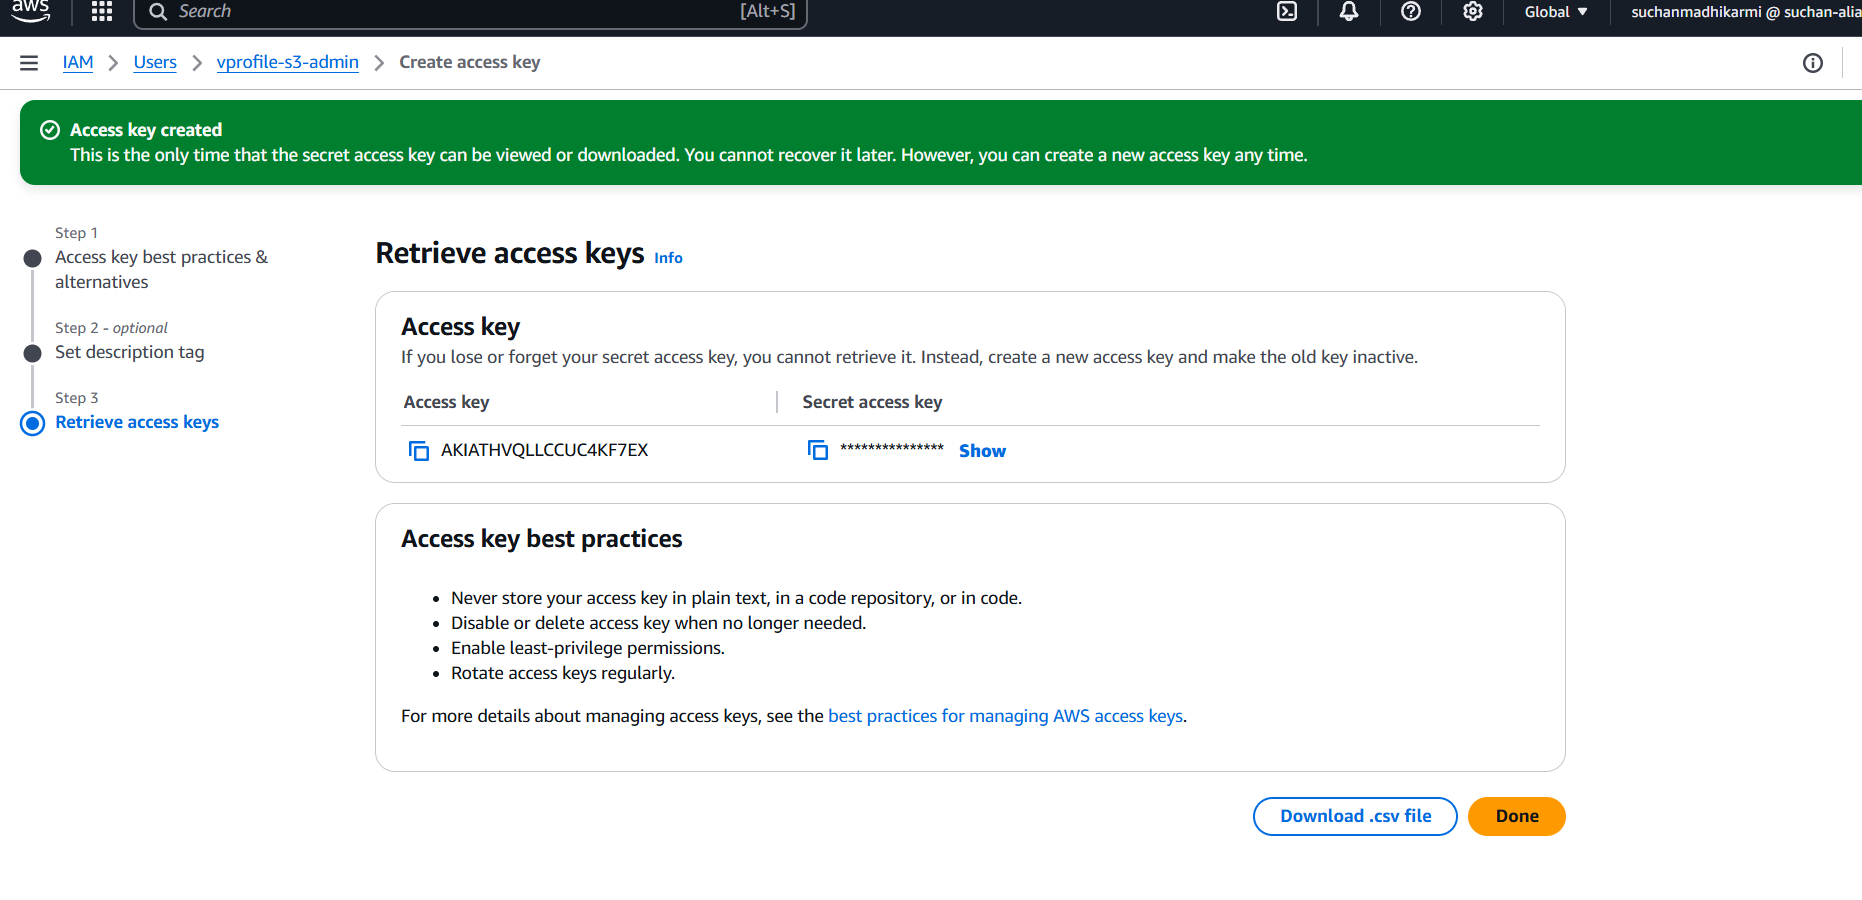 aws
Search
[Alt+S]
Global
suchanmadhikarmi @ suchan-alia
IAM
Users
vprofile-s3-admin
Create access key
Access key created
This is the only time that the secret access key can be viewed or downloaded. You cannot recover it later. However, you can create a new access key any time.
Step 1
Access key best practices &
alternatives
Step 2 - optional
Set description tag
Step 3
Retrieve access keys
Retrieve access keys Info
Access key
If you lose or forget your secret access key, you cannot retrieve it. Instead, create a new access key and make the old key inactive.
Access key
Secret access key
AKIATHVQLLCCUC4KF7EX
*************** Show
Access key best practices
• Never store your access key in plain text, in a code repository, or in code.
• Disable or delete access key when no longer needed.
• Enable least-privilege permissions.
• Rotate access keys regularly.
For more details about managing access keys, see the best practices for managing AWS access keys.
Download .csv file
Done